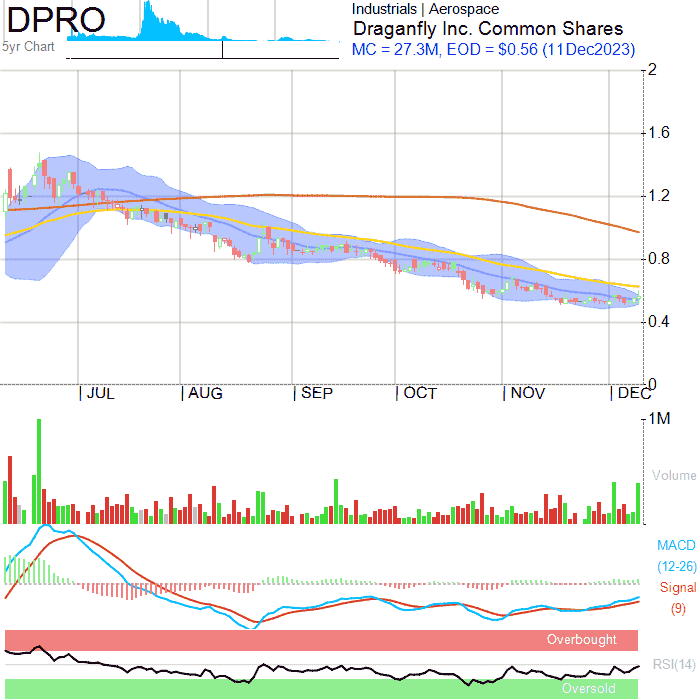 DPRO
5yr Chart
Industrials | Aerospace
Draganfly Inc. Common Shares
MC = 27.3M, EOD = $0.56 (11Dec2023)
2
1.6
1.2
0.8
0.4
0
| JUL | AUG | SEP | OCT | NOV | DEC
1M
Volume
MACD
(12-26)
Signal
(9)
Overbought
RSI(14)
Oversold